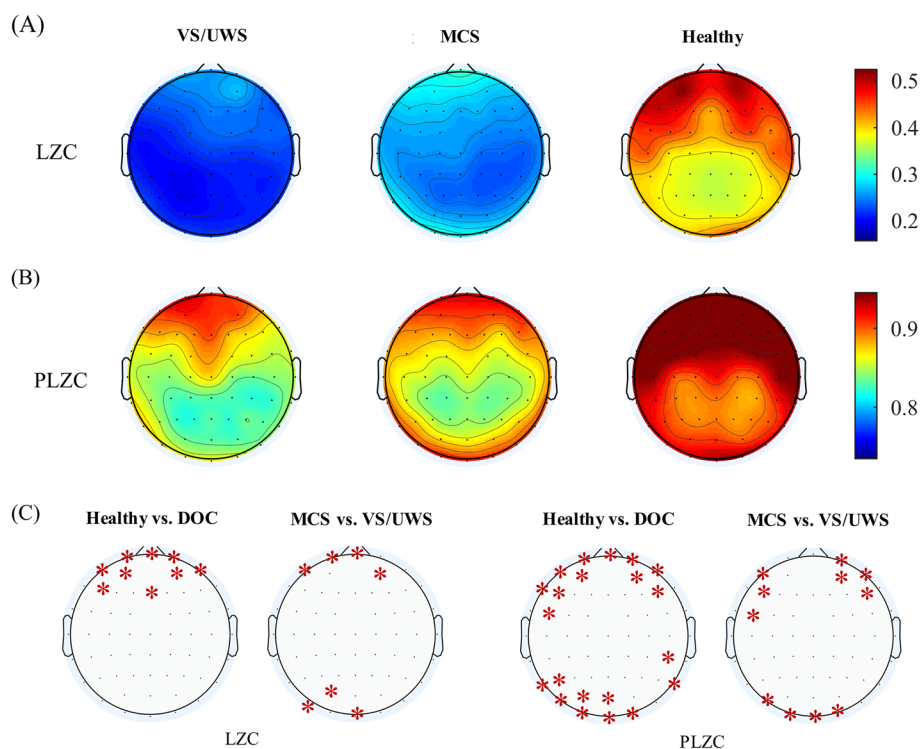 (A)
VS/UWS MCS Healthy
LZC
0.5
0.4
0.3
0.2
(B)
PLZC
0.9
0.8
(C)
Healthy vs. DOC MCS vs. VS/UWS Healthy vs. DOC MCS vs. VS/UWS
* * * * * * * * * *
* * * * * * *
* * * * * * * * * * * * * * * * * * * *
* * * * * * * * * * *
LZC PLZC